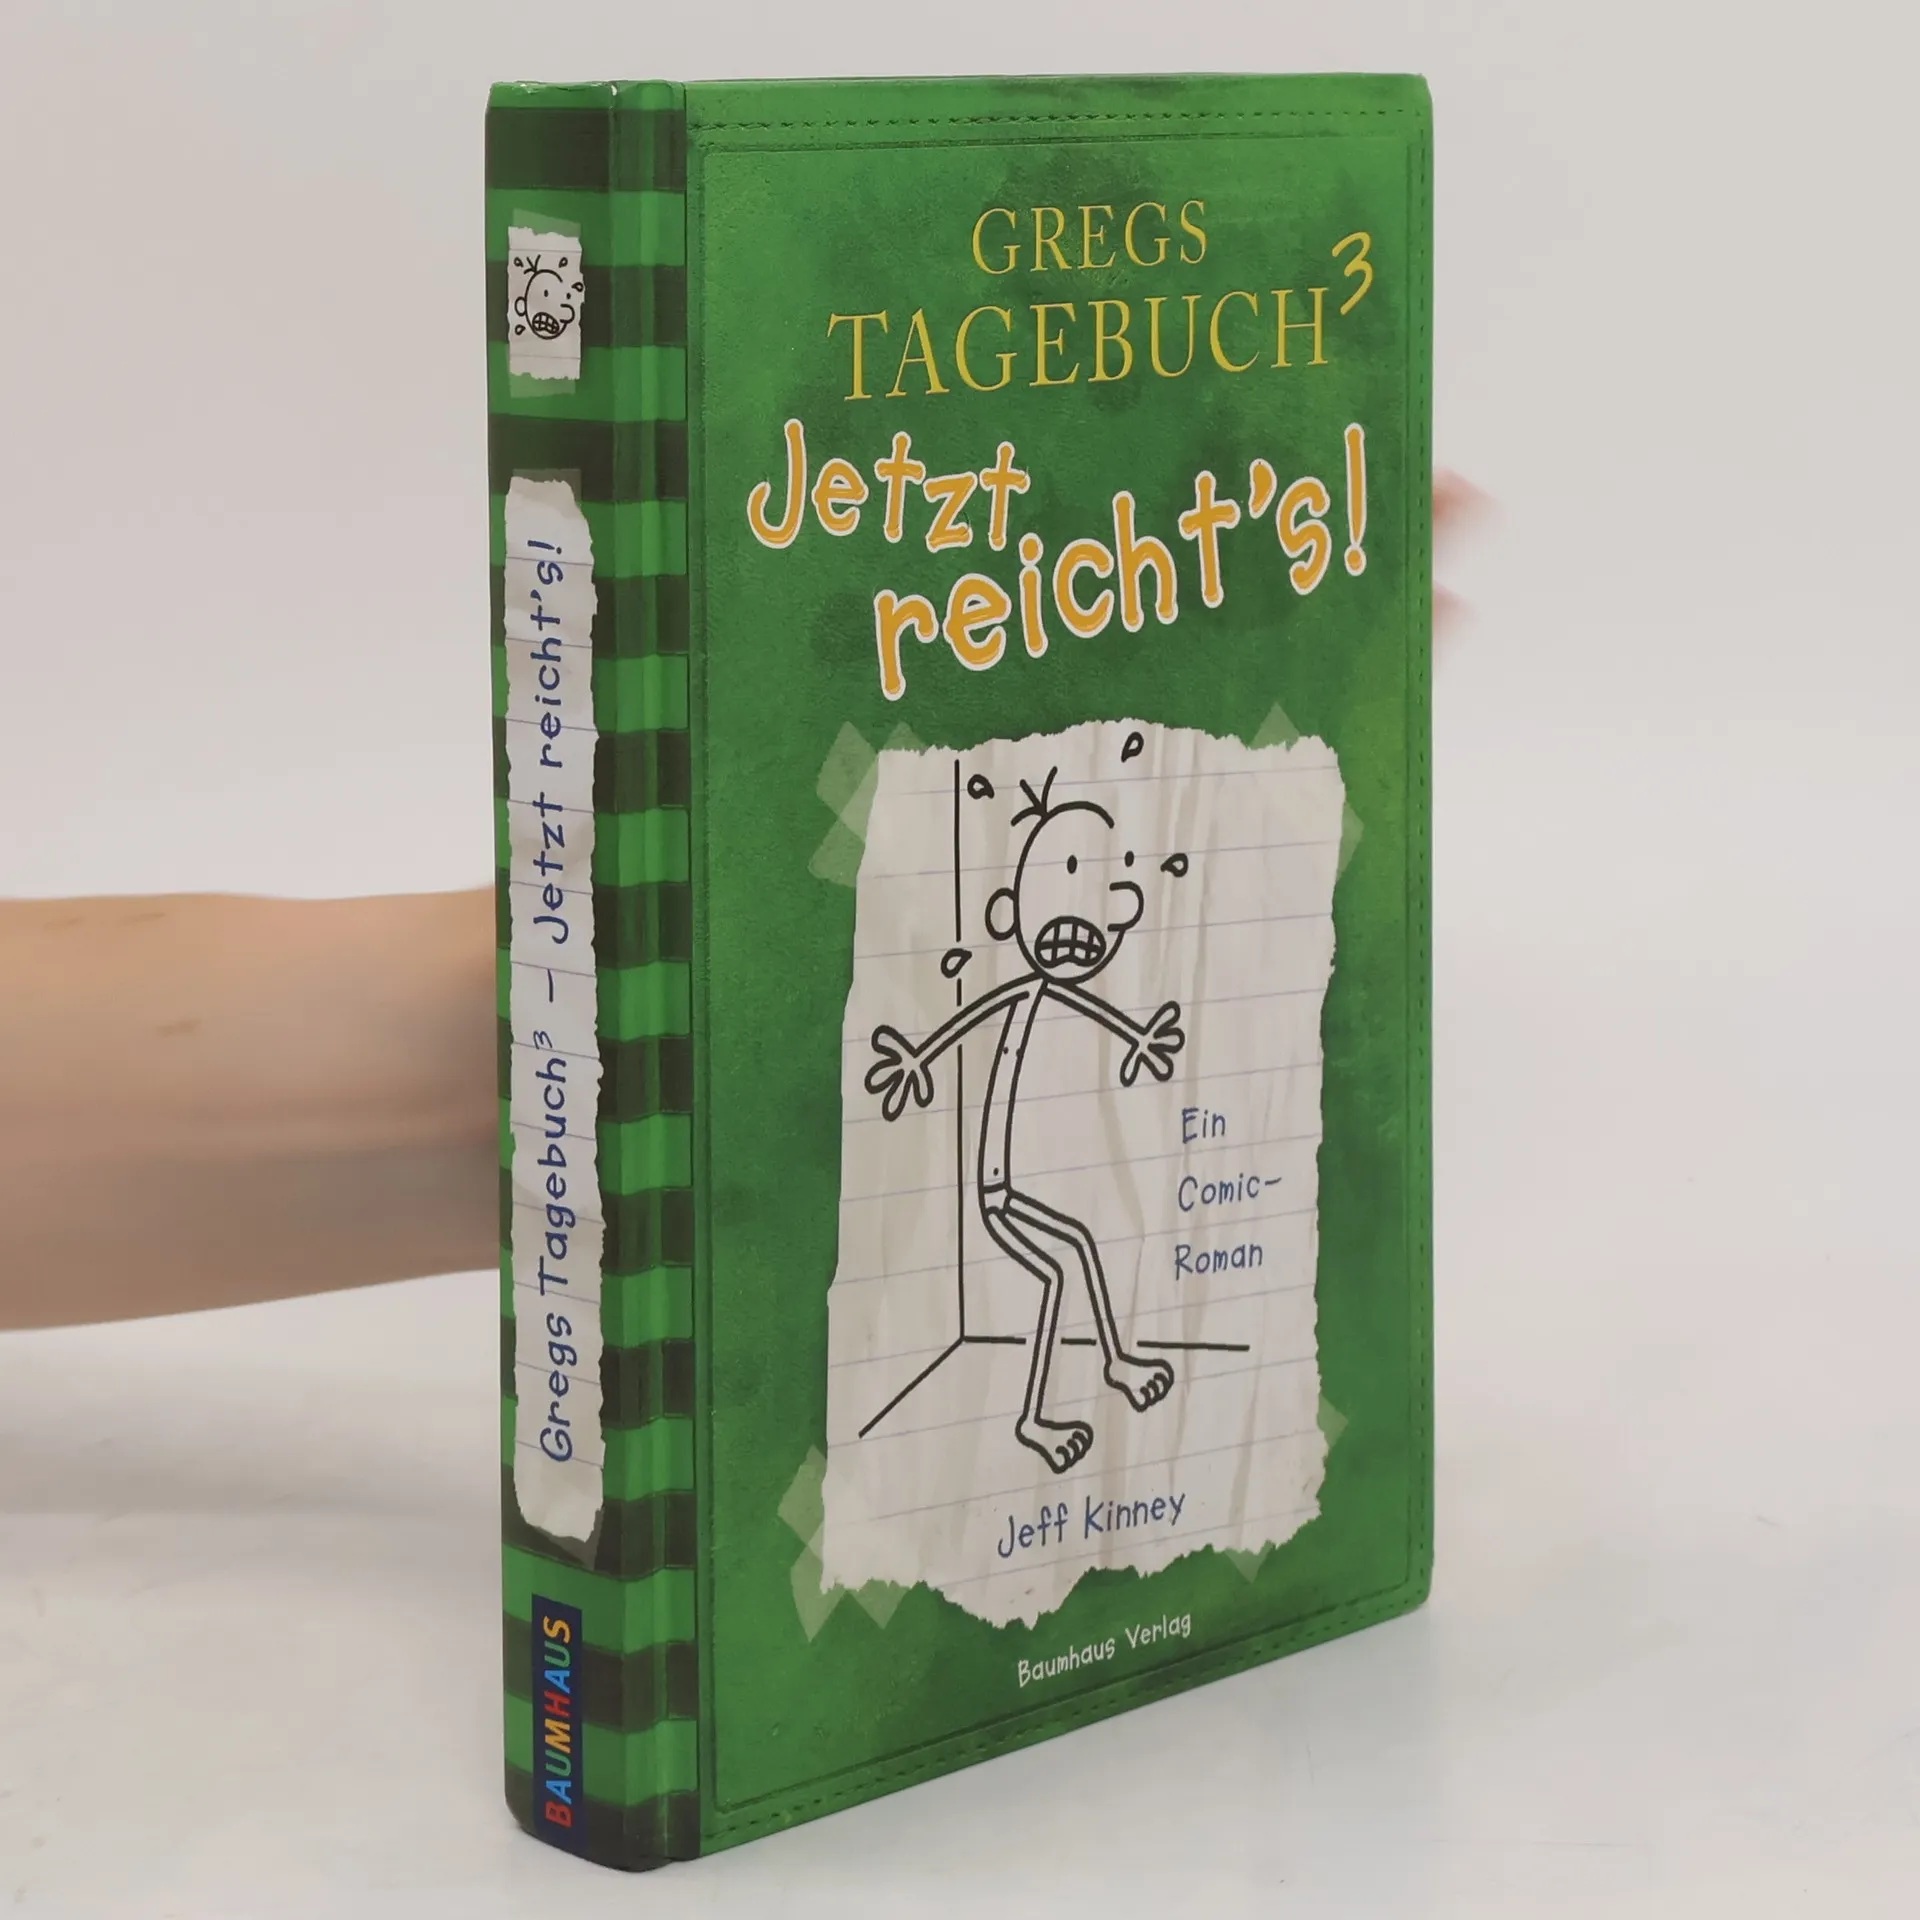 GREGS
TAGEBUCH³
Jetzt
reicht's!
Ein
Comic-
Roman
Jeff Kinney
Baumhaus Verlag
Gregs Tagebuch³ – Jetzt reicht's!
BAUMHAUS